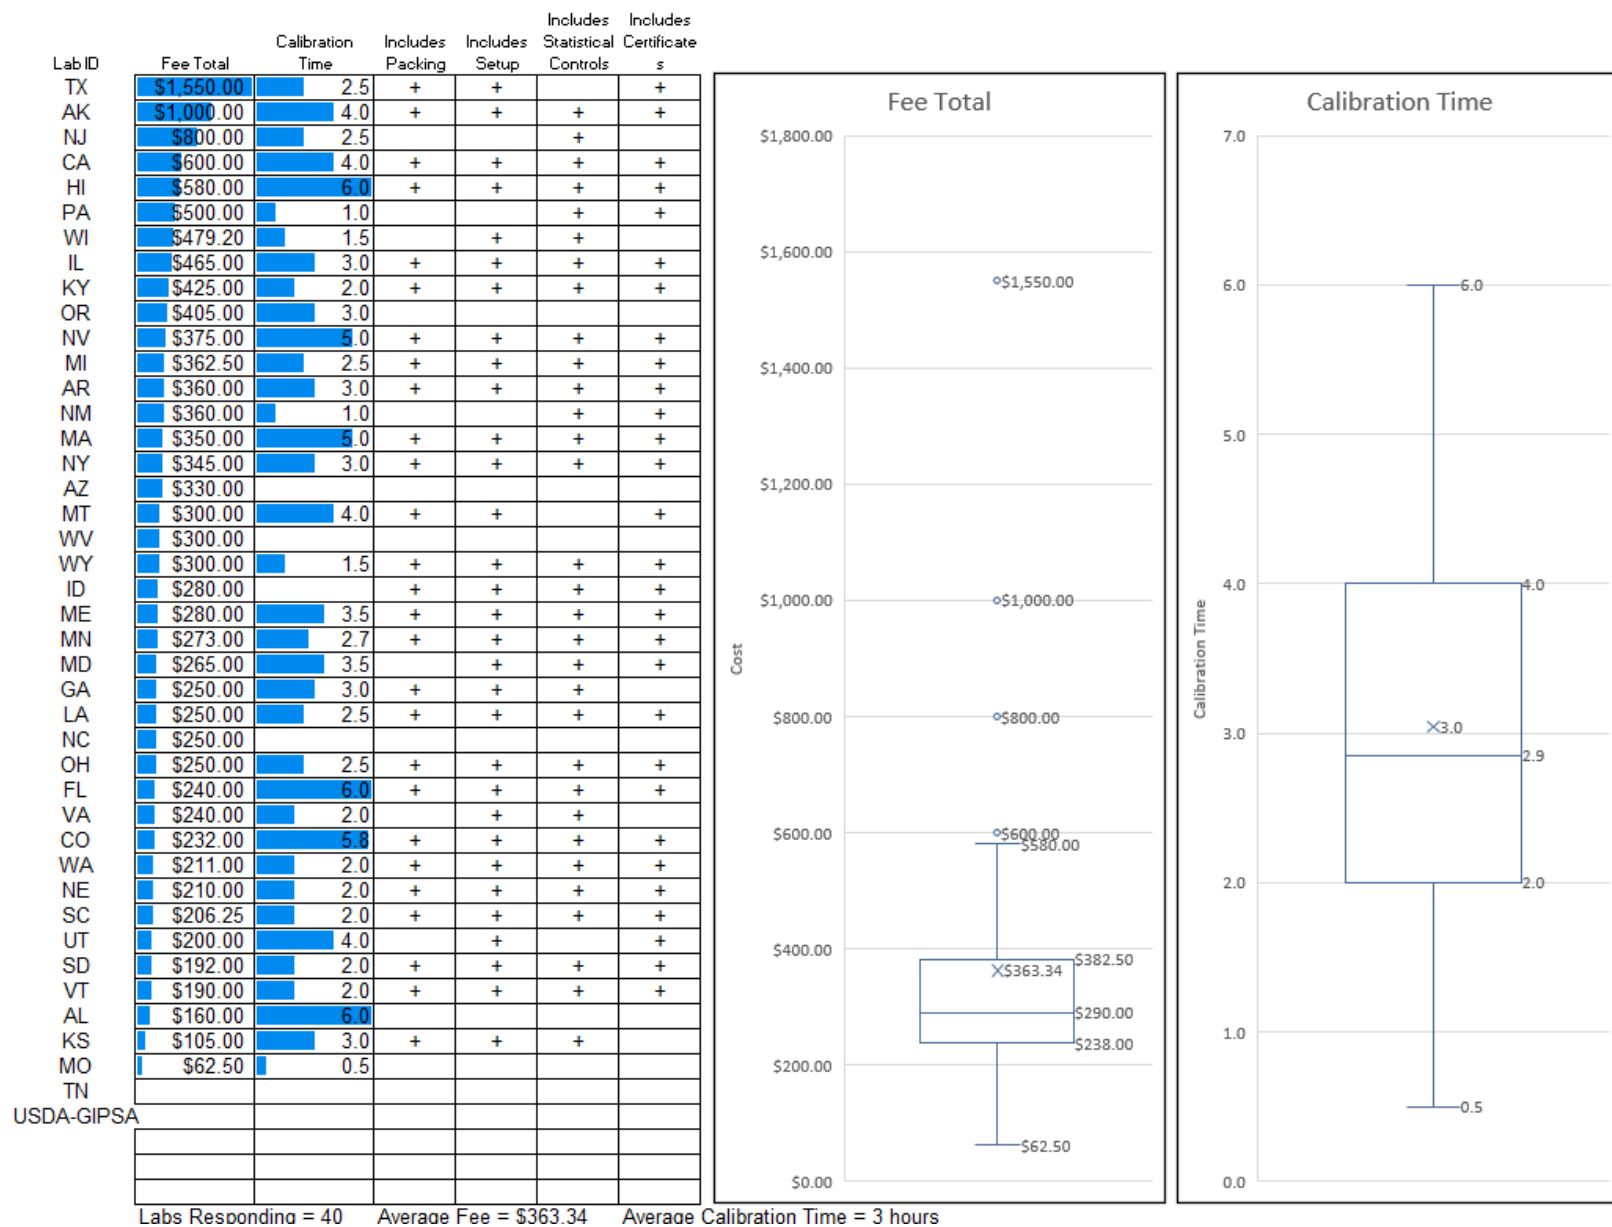 Lab ID Fee Total Calibration Time Includes Packing Includes Setup Includes Statistical Controls Includes Certificate s
TX $1,550.00 2.5 + + +
AK $1,000.00 4.0 + + + +
NJ $800.00 2.5 +
CA $600.00 4.0 + + + +
HI $580.00 6.0 + + + +
PA $500.00 1.0 + +
WI $479.20 1.5 + +
IL $465.00 3.0 + + + +
KY $425.00 2.0 + + + +
OR $405.00 3.0
NV $375.00 5.0 + + + +
MI $362.50 2.5 + + + +
AR $360.00 3.0 + + + +
NM $360.00 1.0 + +
MA $350.00 5.0 + + + +
NY $345.00 3.0 + + + +
AZ $330.00
MT $300.00 4.0 + + +
WV $300.00
WY $300.00 1.5 + + + +
ID $280.00 + + + +
ME $280.00 3.5 + + + +
MN $273.00 2.7 + + + +
MD $265.00 3.5 + + +
GA $250.00 3.0 + + +
LA $250.00 2.5 + + + +
NC $250.00
OH $250.00 2.5 + + + +
FL $240.00 6.0 + + + +
VA $240.00 2.0 + +
CO $232.00 5.8 + + + +
WA $211.00 2.0 + + + +
NE $210.00 2.0 + + + +
SC $206.25 2.0 + + + +
UT $200.00 4.0 + +
SD $192.00 2.0 + + + +
VT $190.00 2.0 + + + +
AL $160.00 6.0
KS $105.00 3.0 + + +
MO $62.50 0.5
TN
USDA-GIPSA
Labs Responding = 40 Average Fee = $363.34 Average Calibration Time = 3 hours
Fee Total
$1,800.00
$1,600.00
$1,400.00
$1,200.00
$1,000.00
$800.00
$600.00
$400.00
$200.00
$0.00
Cost
$1,550.00
$1,000.00
$800.00
$600.00
$580.00
$382.50
$363.34
$290.00
$238.00
$62.50
Calibration Time
7.0
6.0
5.0
4.0
3.0
2.0
1.0
0.0
Calibration Time
6.0
4.0
3.0
2.9
2.0
0.5